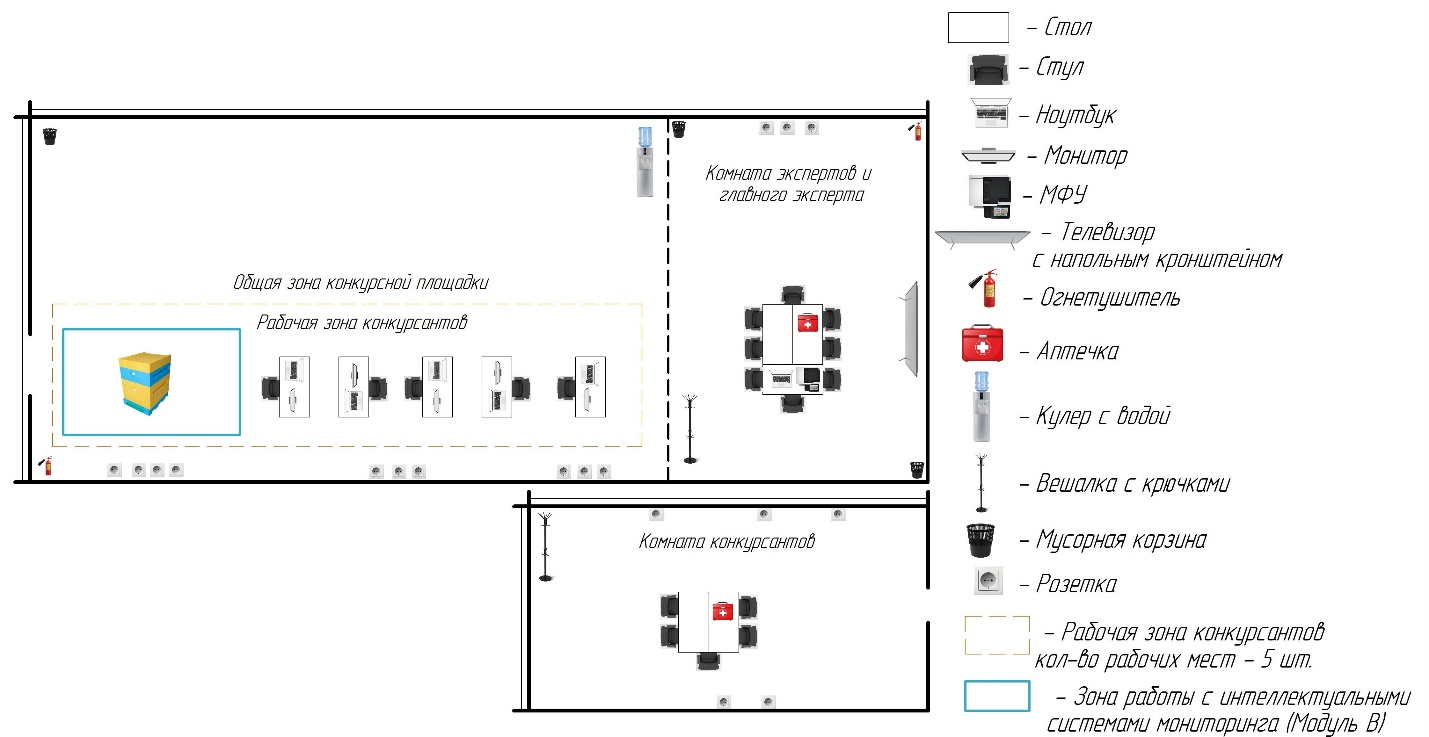 Комната экспертов и
главного эксперта
Общая зона конкурсной площадки
Рабочая зона конкурсантов
Комната конкурсантов
- Стол
- Стул
- Ноутбук
- Монитор
- МФУ
- Телевизор
с напольным кронштейном
- Огнетушитель
- Аптечка
- Кулер с водой
- Вешалка с крючками
- Мусорная корзина
- Розетка
- Рабочая зона конкурсантов
кол-во рабочих мест - 5 шт.
- Зона работы с интеллектуальными
системами мониторинга (Модуль В)